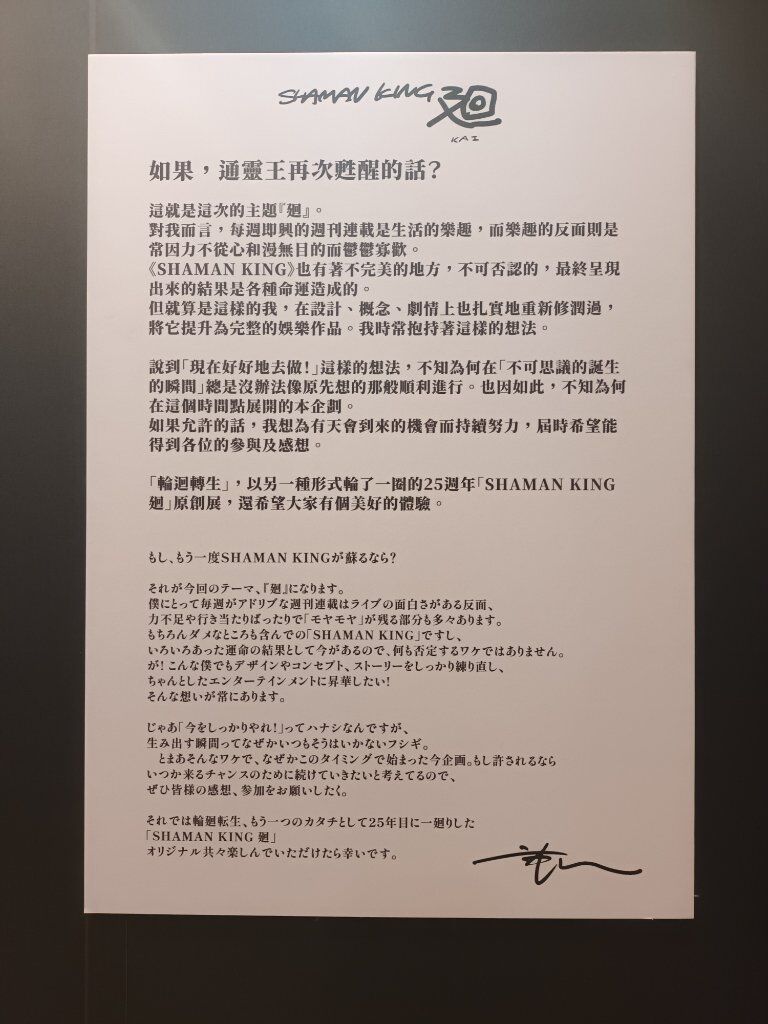 SHAMAN KING 廻
KAI
如果，通靈王再次甦醒的話？
這就是這次的主題『廻』。
對我而言，每週即興的週刊連載是生活的樂趣，而樂趣的反面則是
常因力不從心和漫無目的而鬱鬱寡歡。
《SHAMAN KING》也有著不完美的地方，不可否認的，最終呈現
出來的結果是各種命運造成的。
但就算是這樣的我，在設計、概念、劇情上也扎實地重新修潤過，
將它提升為完整的娛樂作品。我時常抱持著這樣的想法。
說到「現在好好地去做！」這樣的想法，不知為何在「不可思議的誕生
的瞬間」總是沒辦法像原先想的那般順利進行。也因如此，不知為何
在這個時間點展開的本企劃。
如果允許的話，我想為有天會到來的機會而持續努力，屆時希望能
得到各位的參與及感想。
「輪迴轉生」，以另一種形式輪了一圈的25週年「SHAMAN KING
廻」原創展，還希望大家有個美好的體驗。
もし、もう一度SHAMAN KINGが蘇るなら？
それが今回のテーマ、『廻』になります。
僕にとって毎週がアドリブな週刊連載はライブの面白さがある反面、
力不足や行き当たりばったりで「モヤモヤ」が残る部分も多々あります。
もちろんダメなところも含んでの「SHAMAN KING」ですし、
いろいろあった運命の結果として今があるので、何も否定するワケではありません。
が！こんな僕でもデザインやコンセプト、ストーリーをしっかり練り直し、
ちゃんとしたエンターテインメントに昇華したい！
そんな想いが常にあります。
じゃあ「今をしっかりやれ！」ってハナシなんですが、
生み出す瞬間ってなぜかいつもそうはいかないフシギ。
とまあそんなワケで、なぜかこのタイミングで始まった今企画。もし許されるなら
いつか来るチャンスのために続けていきたいと考えてるので、
ぜひ皆様の感想、参加をお願いしたく。
それでは輪廻転生、もう一つのカタチとして25年目に一廻りした
「SHAMAN KING 廻」
オリジナル共々楽しんでいただけたら幸いです。